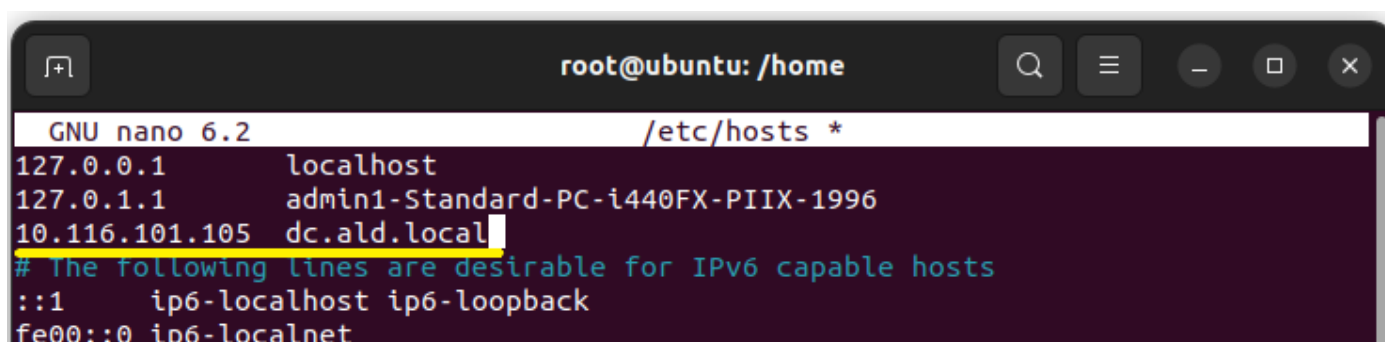 root@ubuntu: /home
GNU nano 6.2 /etc/hosts *
127.0.0.1 localhost
127.0.1.1 admin1-Standard-PC-i440FX-PIIX-1996
10.116.101.105 dc.ald.local
# The following lines are desirable for IPv6 capable hosts
::1 ip6-localhost ip6-loopback
fe00::0 ip6-localnet